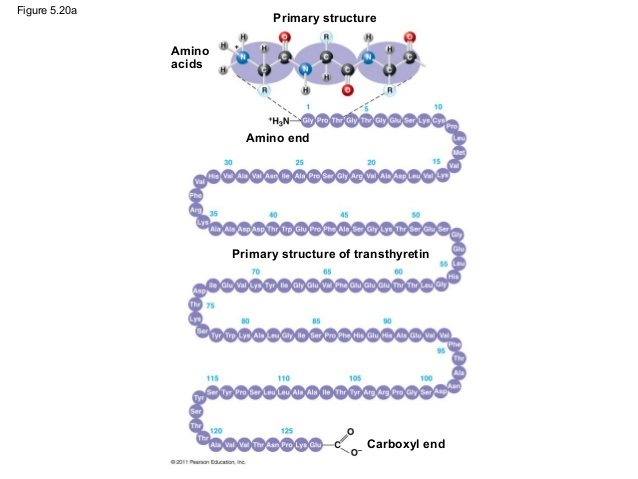 Figure 5.20a
Primary structure
Amino
acids
H H H O R H O
+
H N C C N C C N C C
H R H H O R
1 5 10
+H3N Gly Pro Thr Gly Thr Gly Glu Ser Lys Cys Pro
Amino end
Leu
Met
30 25 20 15 Val
Val His Val Ala Val Asn Ile Ala Pro Ser Gly Arg Val Ala Asp Leu Val Lys
Phe
Arg
35 40 45 50
Lys Ala Ala Asp Asp Thr Trp Glu Pro Phe Ala Ser Gly Lys Thr Ser Glu Ser Gly
Glu
Primary structure of transthyretin
55 Leu
70 65 60 His
Asp Ile Glu Val Lys Tyr Ile Gly Glu Val Phe Glu Glu Glu Thr Thr Leu Gly
Thr 75
Lys
80 85 90
Ser Tyr Trp Lys Ala Leu Gly Ile Ser Pro Phe His Glu His Ala Glu Val Val Phe
95 Thr
Ala
115 110 105 100
Tyr Ser Tyr Pro Ser Leu Leu Ala Ala Ile Thr Tyr Arg Arg Pro Gly Ser Asp Asn
Ser
Thr
120 125
Thr Ala Val Val Thr Asn Pro Lys Glu C O O–
Carboxyl end
© 2011 Pearson Education, Inc.